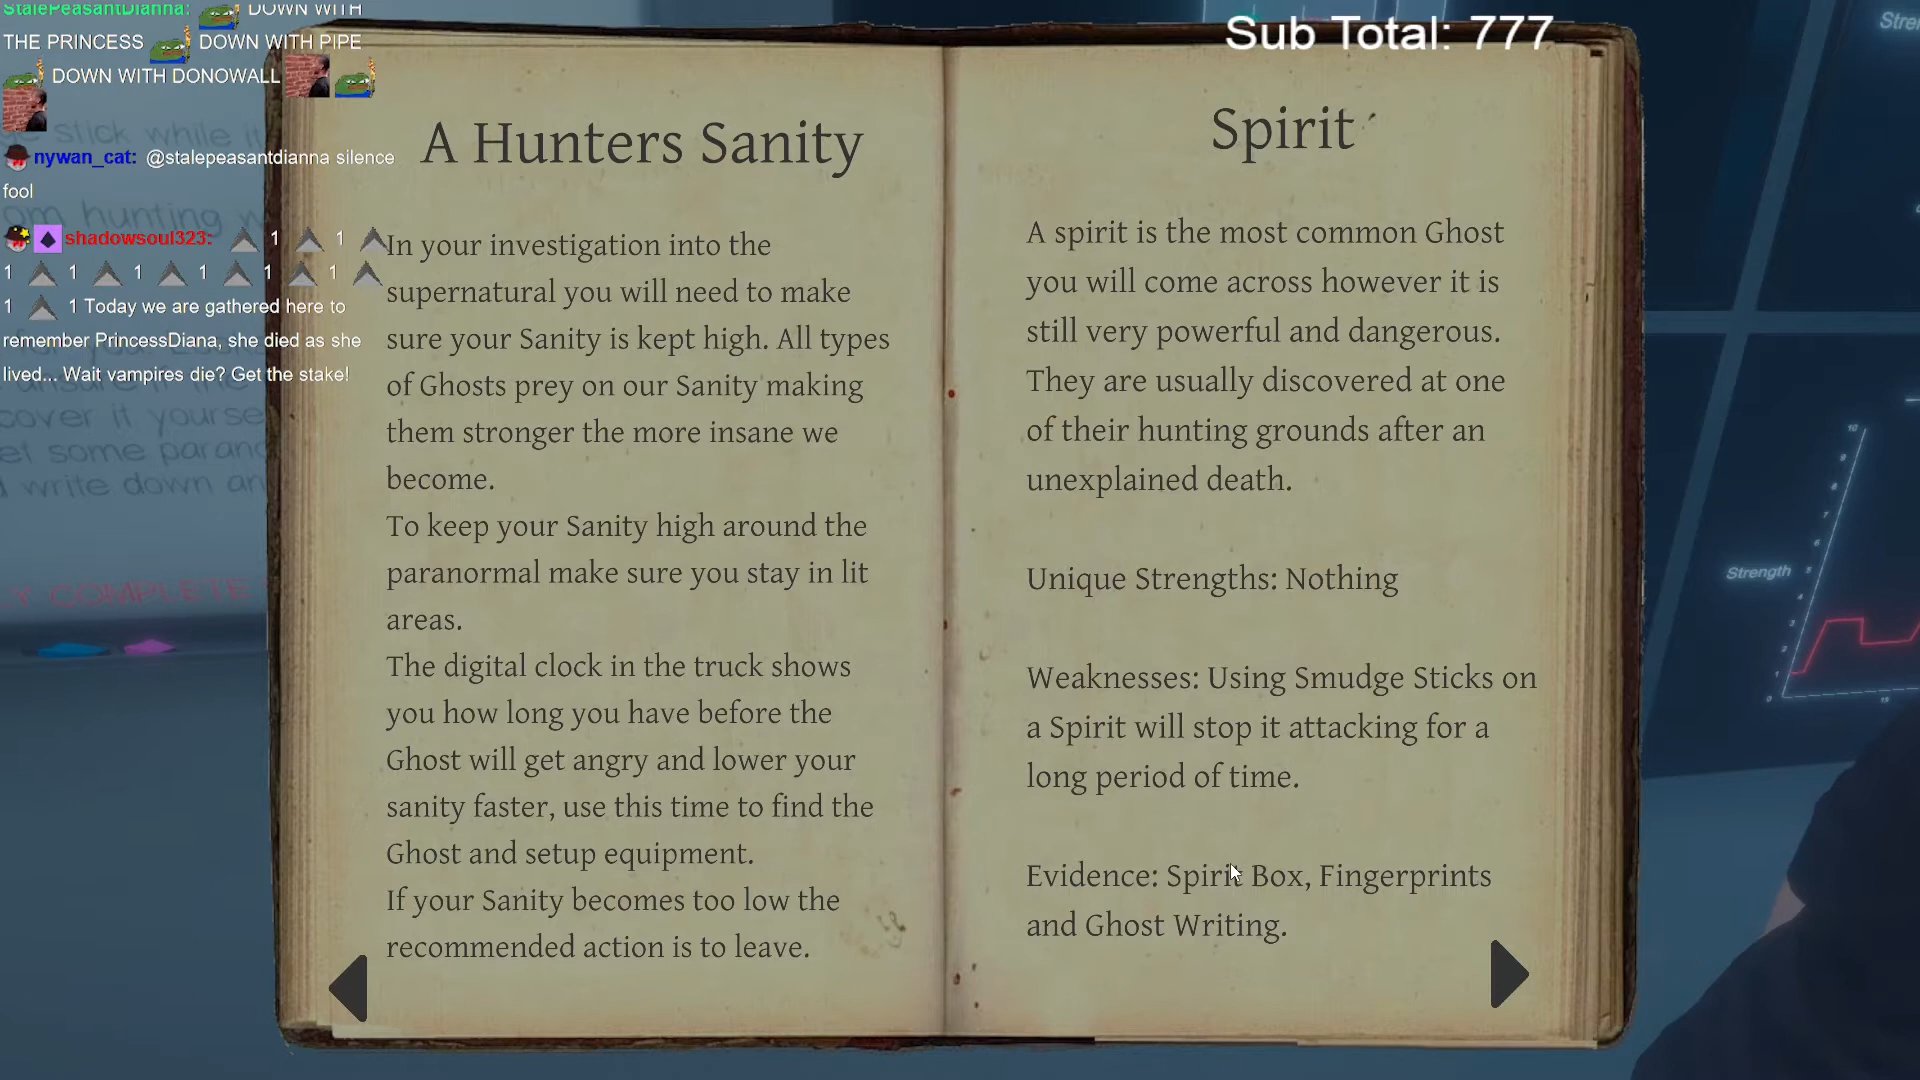 StalePeasantDianna: DOWN WITH
THE PRINCESS DOWN WITH PIPE
DOWN WITH DONOWALL
nywan_cat: @stalepeasantdianna silence
fool
shadowsoul323: 1 1
1 1 1 1 1 1
1 1 Today we are gathered here to
remember PrincessDiana, she died as she
lived... Wait vampires die? Get the stake!
Sub Total: 777
A Hunters Sanity
In your investigation into the
supernatural you will need to make
sure your Sanity is kept high. All types
of Ghosts prey on our Sanity making
them stronger the more insane we
become.
To keep your Sanity high around the
paranormal make sure you stay in lit
areas.
The digital clock in the truck shows
you how long you have before the
Ghost will get angry and lower your
sanity faster, use this time to find the
Ghost and setup equipment.
If your Sanity becomes too low the
recommended action is to leave.
Spirit
A spirit is the most common Ghost
you will come across however it is
still very powerful and dangerous.
They are usually discovered at one
of their hunting grounds after an
unexplained death.
Unique Strengths: Nothing
Weaknesses: Using Smudge Sticks on
a Spirit will stop it attacking for a
long period of time.
Evidence: Spirit Box, Fingerprints
and Ghost Writing.
stick while
hunting
write down
COMPLETE
Strength
10